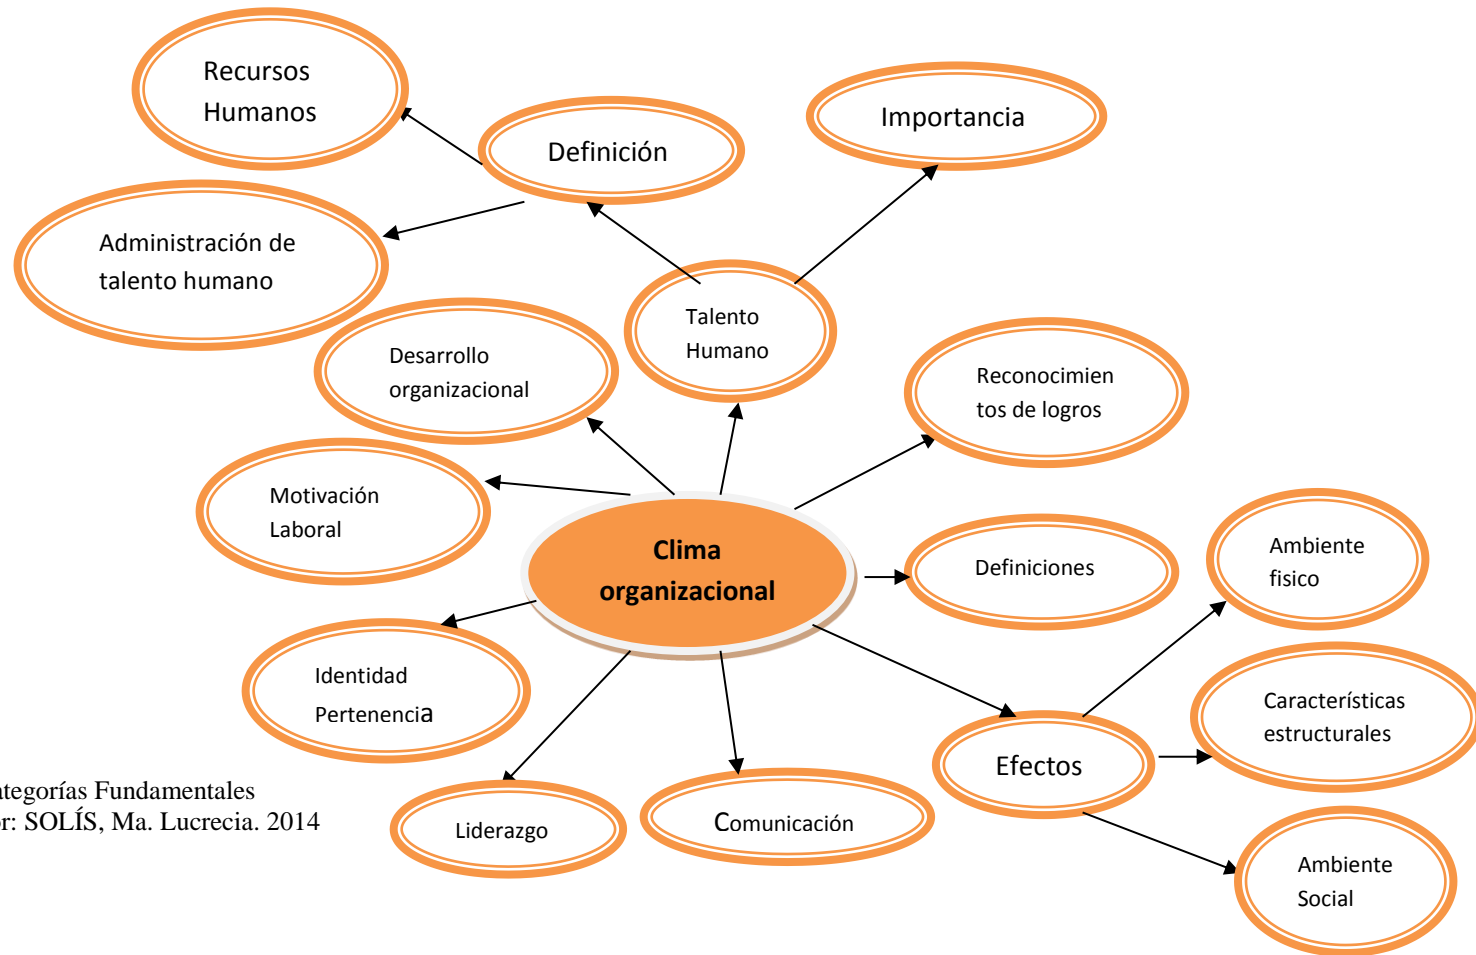 Recursos
Humanos
Importancia
Definición
Administración de
talento humano
Talento
Humano
Desarrollo
organizacional
Reconocimien
tos de logros
Motivación
Laboral
Clima
organizacional
Definiciones
Ambiente
fisico
Identidad
Pertenencia
Características
estructurales
Efectos
Categorías Fundamentales
SOLÍS, Ma. Lucrecia. 2014
Liderazgo
Comunicación
Ambiente
Social